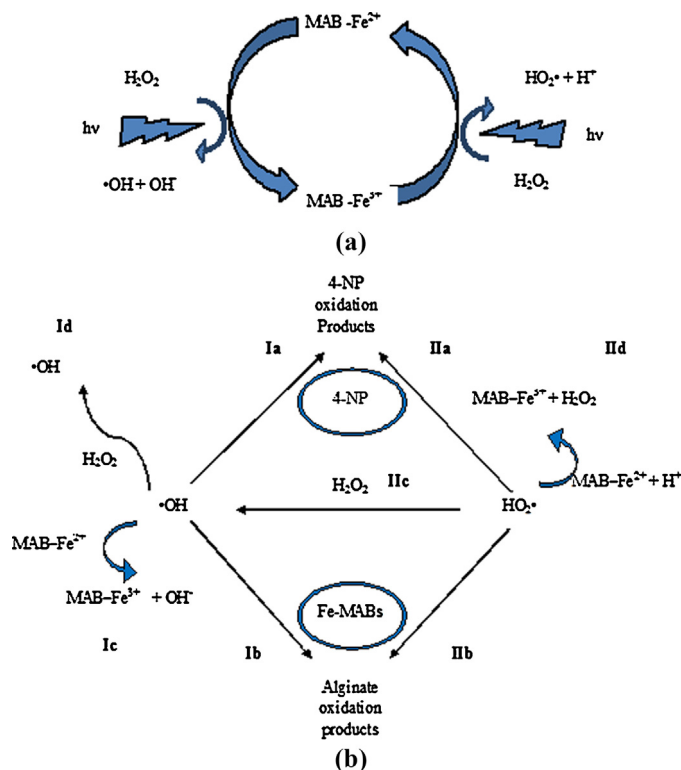 MAB -Fe²⁺
H₂O₂
HO₂• + H⁺
hν
hν
•OH + OH⁻
H₂O₂
MAB -Fe³⁺
(a)
4-NP
oxidation
Products
Id
Ia
IIa
IId
•OH
4-NP
MAB–Fe³⁺ + H₂O₂
H₂O₂
H₂O₂
IIc
MAB–Fe²⁺ + H⁺
•OH
HO₂•
MAB–Fe²⁺
MAB–Fe³⁺ + OH⁻
Fe-MABs
Ic
Ib
IIb
Alginate
oxidation
products
(b)